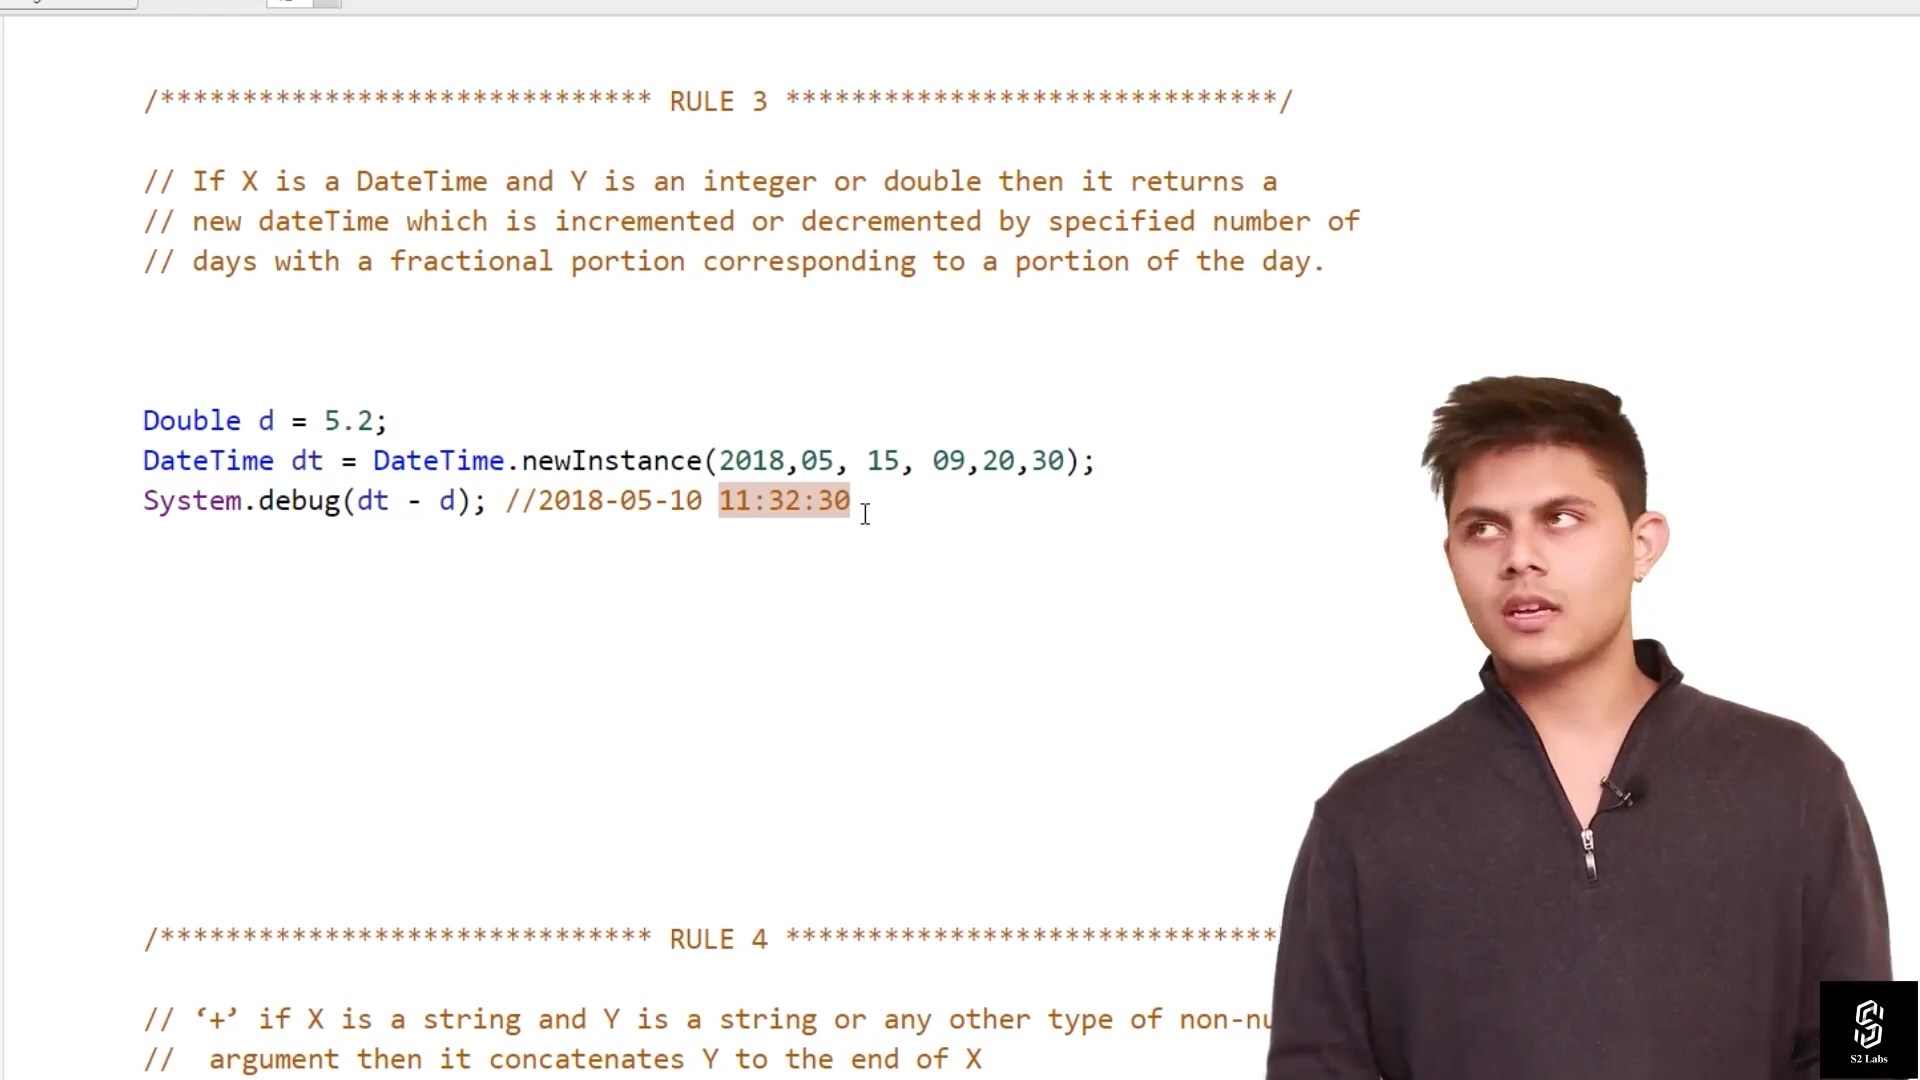 /****************************** RULE 3 ******************************/
// If X is a DateTime and Y is an integer or double then it returns a
// new dateTime which is incremented or decremented by specified number of
// days with a fractional portion corresponding to a portion of the day.
Double d = 5.2;
DateTime dt = DateTime.newInstance(2018,05, 15, 09,20,30);
System.debug(dt - d); //2018-05-10 11:32:30
/****************************** RULE 4 ******************************
// ‘+’ if X is a string and Y is a string or any other type of non-nu
//  argument then it concatenates Y to the end of X
S2 Labs